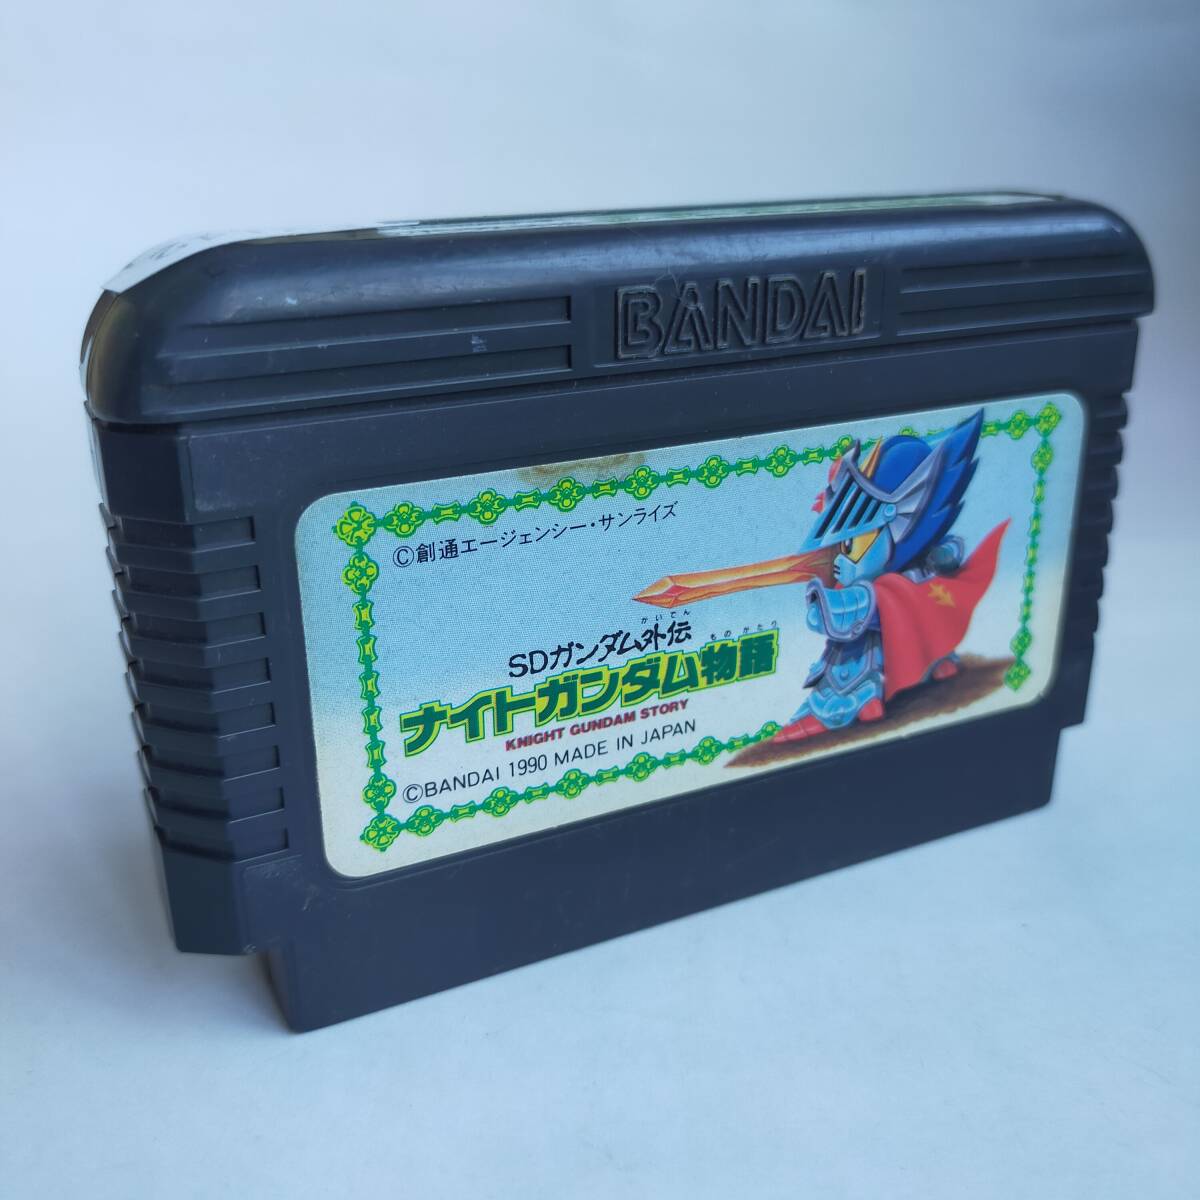 BANDAI
©創通エージェンシー・サンライズ
かいでん
SDガンダム外伝
ものがたり
ナイトガンダム物語
KNIGHT GUNDAM STORY
©BANDAI 1990 MADE IN JAPAN